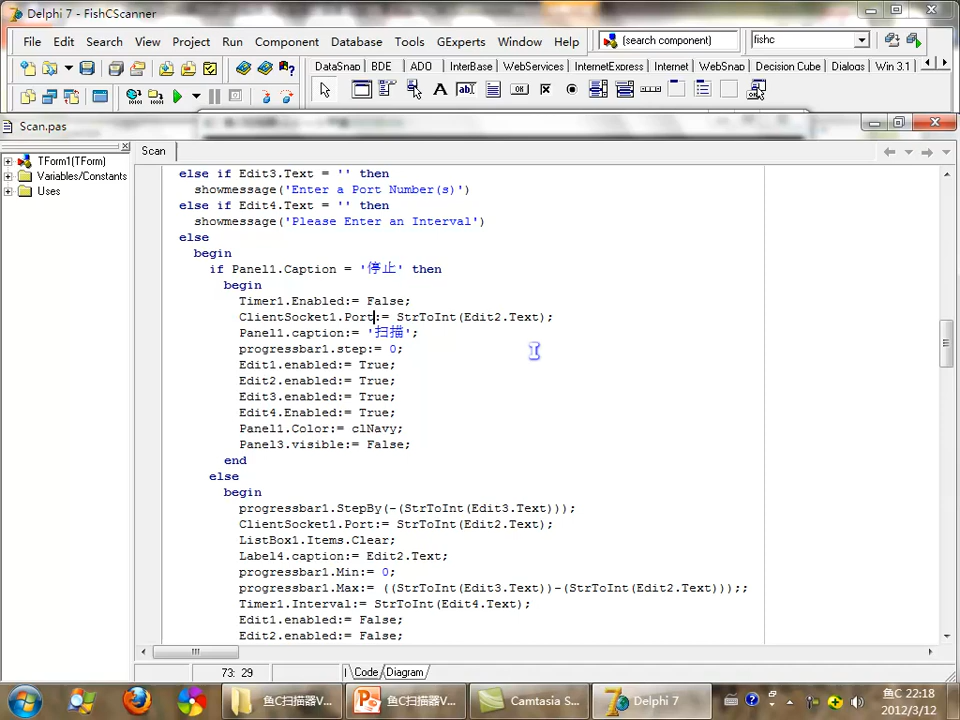 Delphi 7 - FishCScanner
File Edit Search View Project Run Component Database Tools GExperts Window Help
(search component)
fishc
DataSnap BDE ADO InterBase WebServices InternetExpress Internet WebSnap Decision Cube Dialogs Win 3.1
Scan.pas
TForm1(TForm)
Variables/Constants
Uses
Scan
else if Edit3.Text = '' then
showmessage('Enter a Port Number(s)')
else if Edit4.Text = '' then
showmessage('Please Enter an Interval')
else
begin
if Panel1.Caption = '停止' then
begin
Timer1.Enabled:= False;
ClientSocket1.Port:= StrToInt(Edit2.Text);
Panel1.caption:= '扫描';
progressbar1.step:= 0;
Edit1.enabled:= True;
Edit2.enabled:= True;
Edit3.enabled:= True;
Edit4.Enabled:= True;
Panel1.Color:= clNavy;
Panel3.visible:= False;
end
else
begin
progressbar1.StepBy(-(StrToInt(Edit3.Text)));
ClientSocket1.Port:= StrToInt(Edit2.Text);
ListBox1.Items.Clear;
Label4.caption:= Edit2.Text;
progressbar1.Min:= 0;
progressbar1.Max:= ((StrToInt(Edit3.Text))-(StrToInt(Edit2.Text)));;
Timer1.Interval:= StrToInt(Edit4.Text);
Edit1.enabled:= False;
Edit2.enabled:= False;
73: 29
Code Diagram
鱼C扫描器V...
鱼C扫描器V...
Camtasia S...
Delphi 7
鱼C 22:18
2012/3/12